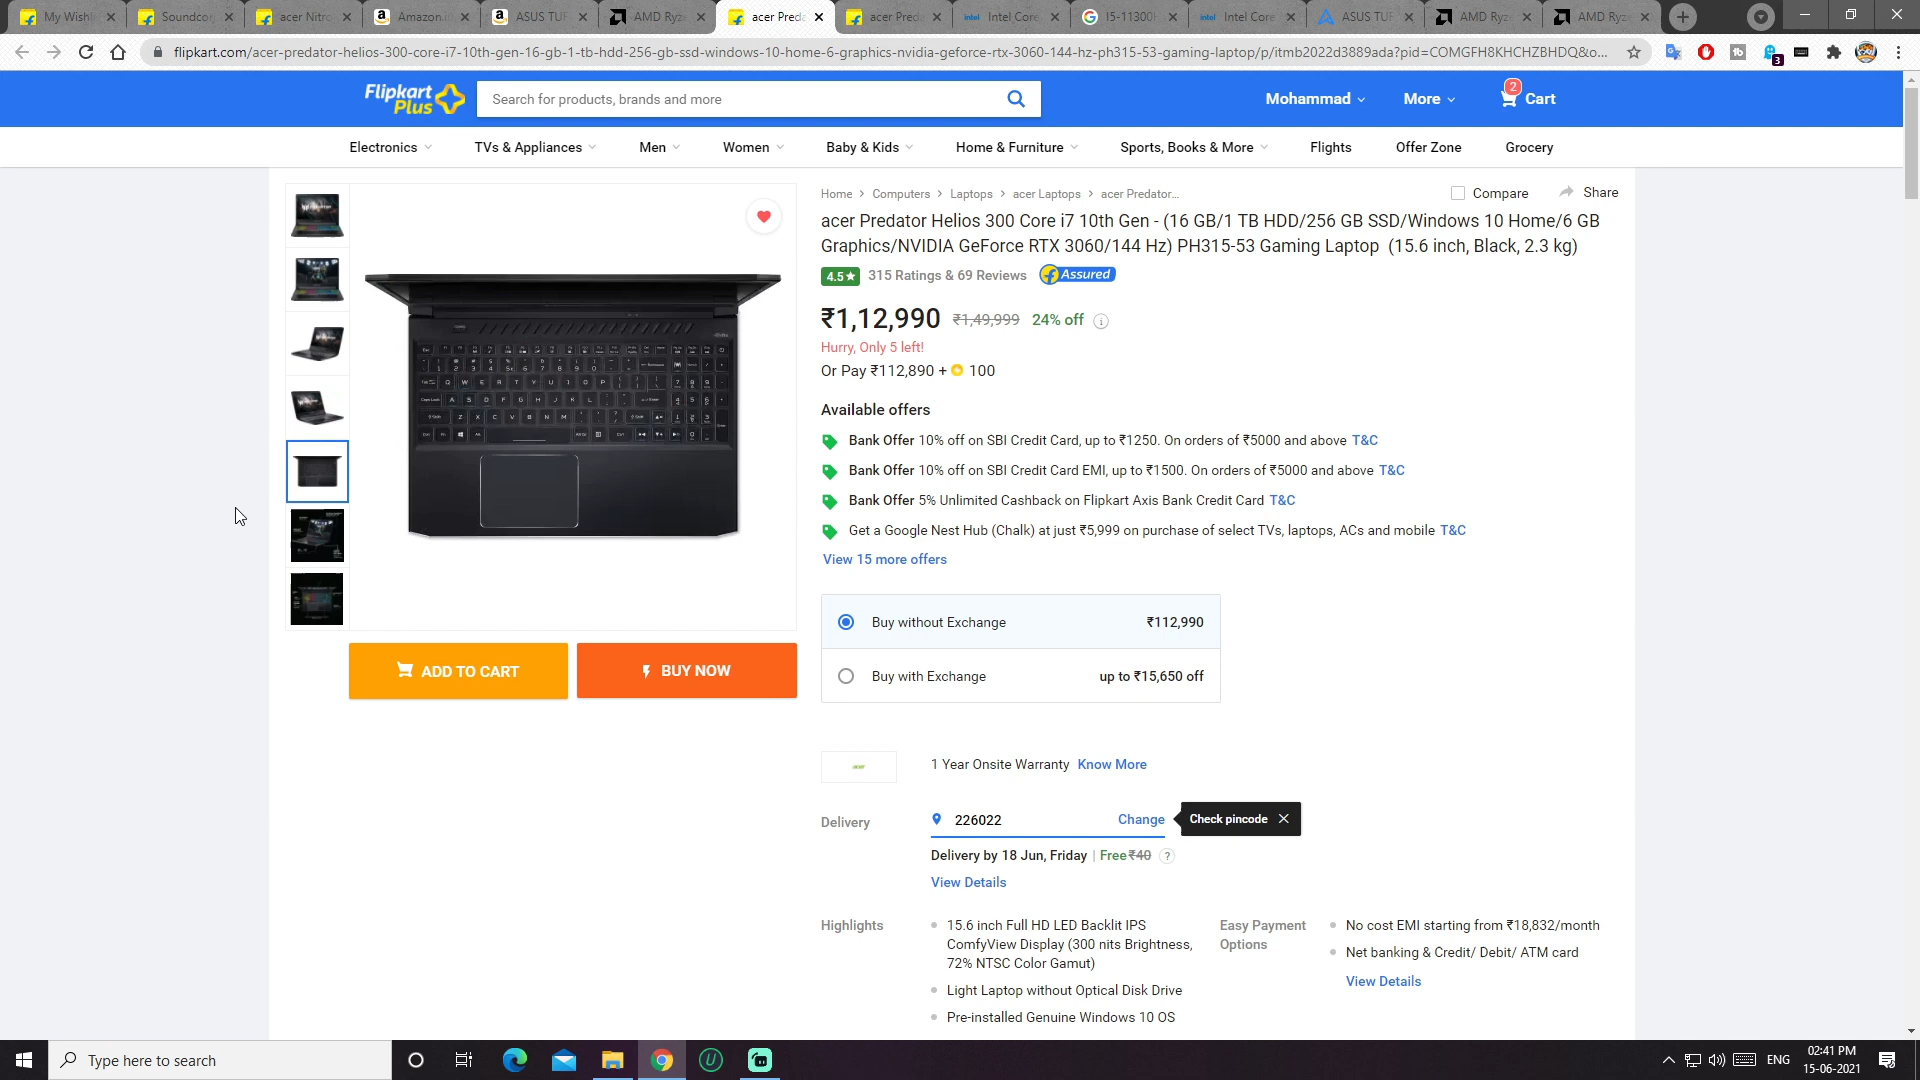 My Wishli
Soundcor
acer Nitro
Amazon.i
ASUS TUF
AMD Ryze
acer Preda
acer Preda
Intel Core
I5-11300H
Intel Core
ASUS TUF
AMD Ryze
AMD Ryze
flipkart.com/acer-predator-helios-300-core-i7-10th-gen-16-gb-1-tb-hdd-256-gb-ssd-windows-10-home-6-graphics-nvidia-geforce-rtx-3060-144-hz-ph315-53-gaming-laptop/p/itmb2022d3889ada?pid=COMGFH8KHCHZBHDQ&o...
3
Flipkart
Plus
Search for products, brands and more
Mohammad
More
2
Cart
Electronics
TVs & Appliances
Men
Women
Baby & Kids
Home & Furniture
Sports, Books & More
Flights
Offer Zone
Grocery
Home > Computers > Laptops > acer Laptops > acer Predator...
Compare
Share
acer Predator Helios 300 Core i7 10th Gen - (16 GB/1 TB HDD/256 GB SSD/Windows 10 Home/6 GB
Graphics/NVIDIA GeForce RTX 3060/144 Hz) PH315-53 Gaming Laptop (15.6 inch, Black, 2.3 kg)
4.5★ 315 Ratings & 69 Reviews Assured
₹1,12,990 ₹1,49,999 24% off
Hurry, Only 5 left!
Or Pay ₹112,890 + 100
Available offers
Bank Offer 10% off on SBI Credit Card, up to ₹1250. On orders of ₹5000 and above T&C
Bank Offer 10% off on SBI Credit Card EMI, up to ₹1500. On orders of ₹5000 and above T&C
Bank Offer 5% Unlimited Cashback on Flipkart Axis Bank Credit Card T&C
Get a Google Nest Hub (Chalk) at just ₹5,999 on purchase of select TVs, laptops, ACs and mobile T&C
View 15 more offers
Buy without Exchange ₹112,990
Buy with Exchange up to ₹15,650 off
ADD TO CART
BUY NOW
acer
1 Year Onsite Warranty Know More
Delivery
226022
Change
Check pincode
Delivery by 18 Jun, Friday | Free ₹40 ?
View Details
Highlights
15.6 inch Full HD LED Backlit IPS
ComfyView Display (300 nits Brightness,
72% NTSC Color Gamut)
Light Laptop without Optical Disk Drive
Pre-installed Genuine Windows 10 OS
Easy Payment
Options
No cost EMI starting from ₹18,832/month
Net banking & Credit/ Debit/ ATM card
View Details
Type here to search
ENG
02:41 PM
15-06-2021